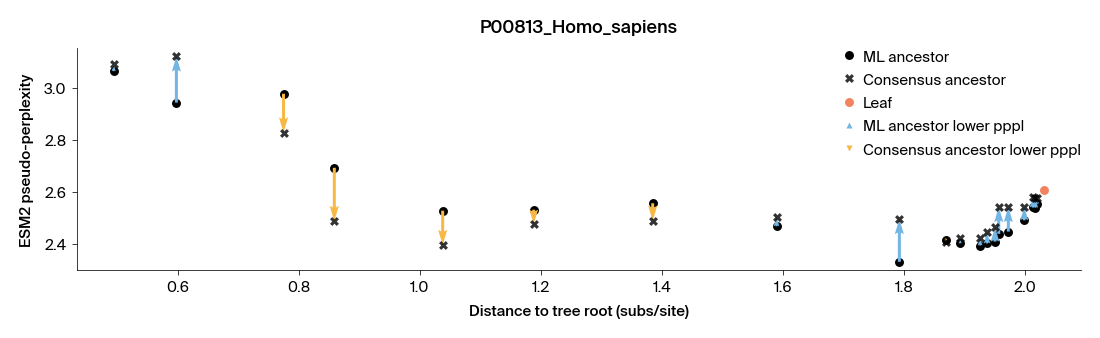 P00813_Homo_sapiens
ML ancestor
Consensus ancestor
Leaf
ML ancestor lower pppl
Consensus ancestor lower pppl
ESM2 pseudo-perplexity
3.0
2.8
2.6
2.4
0.6 0.8 1.0 1.2 1.4 1.6 1.8 2.0
Distance to tree root (subs/site)